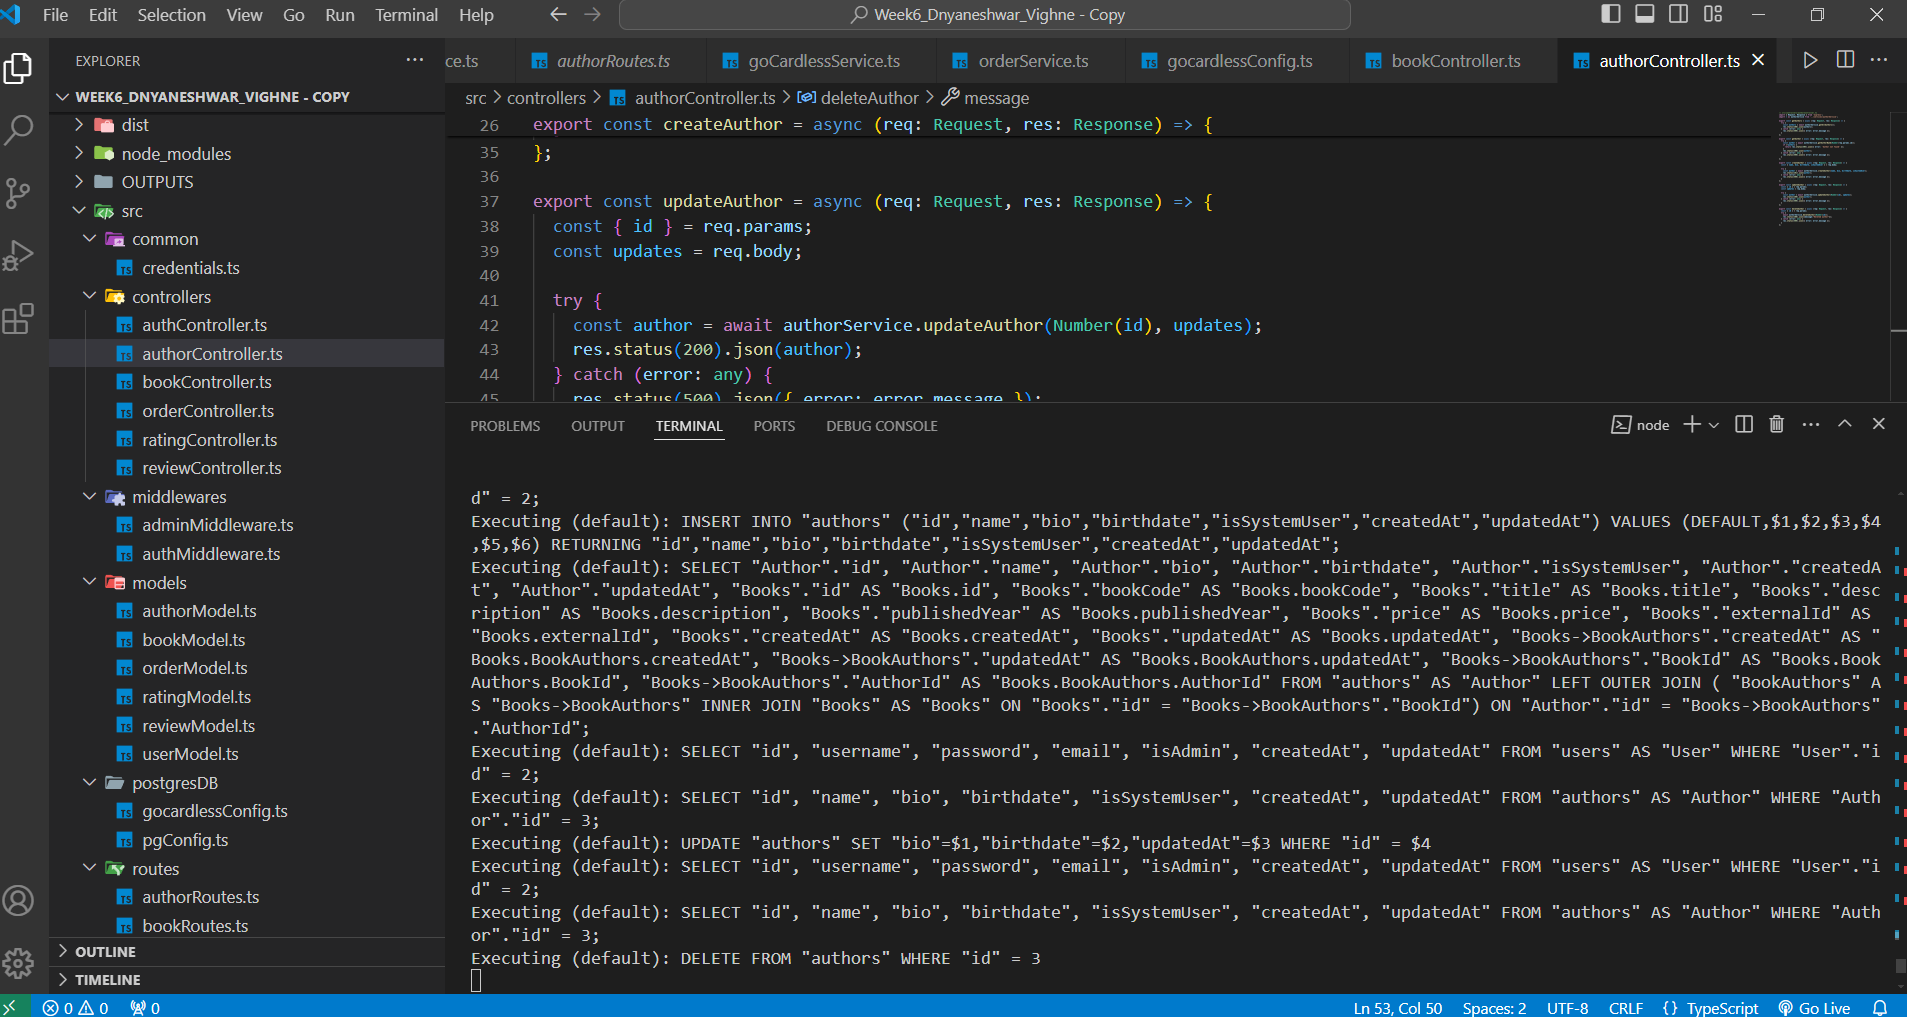 File Edit Selection View Go Run Terminal Help
Week6_Dnyaneshwar_Vighne - Copy
EXPLORER
WEEK6_DNYANESHWAR_VIGHNE - COPY
dist
node_modules
OUTPUTS
src
common
credentials.ts
controllers
authController.ts
authorController.ts
bookController.ts
orderController.ts
ratingController.ts
reviewController.ts
middlewares
adminMiddleware.ts
authMiddleware.ts
models
authorModel.ts
bookModel.ts
orderModel.ts
ratingModel.ts
reviewModel.ts
userModel.ts
postgresDB
gocardlessConfig.ts
pgConfig.ts
routes
authorRoutes.ts
bookRoutes.ts
OUTLINE
TIMELINE
ce.ts authorRoutes.ts goCardlessService.ts orderService.ts gocardlessConfig.ts bookController.ts authorController.ts
src > controllers > authorController.ts > deleteAuthor > message
26 export const createAuthor = async (req: Request, res: Response) => {
35 };
36
37 export const updateAuthor = async (req: Request, res: Response) => {
38 const { id } = req.params;
39 const updates = req.body;
40
41 try {
42 const author = await authorService.updateAuthor(Number(id), updates);
43 res.status(200).json(author);
44 } catch (error: any) {
45 res.status(500).json({ error: error.message });
PROBLEMS OUTPUT TERMINAL PORTS DEBUG CONSOLE
node
d" = 2;
Executing (default): INSERT INTO "authors" ("id","name","bio","birthdate","isSystemUser","createdAt","updatedAt") VALUES (DEFAULT,$1,$2,$3,$4
,$5,$6) RETURNING "id","name","bio","birthdate","isSystemUser","createdAt","updatedAt";
Executing (default): SELECT "Author"."id", "Author"."name", "Author"."bio", "Author"."birthdate", "Author"."isSystemUser", "Author"."createdA
t", "Author"."updatedAt", "Books"."id" AS "Books.id", "Books"."bookCode" AS "Books.bookCode", "Books"."title" AS "Books.title", "Books"."desc
ription" AS "Books.description", "Books"."publishedYear" AS "Books.publishedYear", "Books"."price" AS "Books.price", "Books"."externalId" AS
"Books.externalId", "Books"."createdAt" AS "Books.createdAt", "Books"."updatedAt" AS "Books.updatedAt", "Books->BookAuthors"."createdAt" AS "
Books.BookAuthors.createdAt", "Books->BookAuthors"."updatedAt" AS "Books.BookAuthors.updatedAt", "Books->BookAuthors"."BookId" AS "Books.Book
Authors.BookId", "Books->BookAuthors"."AuthorId" AS "Books.BookAuthors.AuthorId" FROM "authors" AS "Author" LEFT OUTER JOIN ( "BookAuthors" A
S "Books->BookAuthors" INNER JOIN "Books" AS "Books" ON "Books"."id" = "Books->BookAuthors"."BookId") ON "Author"."id" = "Books->BookAuthors"
."AuthorId";
Executing (default): SELECT "id", "username", "password", "email", "isAdmin", "createdAt", "updatedAt" FROM "users" AS "User" WHERE "User"."i
d" = 2;
Executing (default): SELECT "id", "name", "bio", "birthdate", "isSystemUser", "createdAt", "updatedAt" FROM "authors" AS "Author" WHERE "Auth
or"."id" = 3;
Executing (default): UPDATE "authors" SET "bio"=$1,"birthdate"=$2,"updatedAt"=$3 WHERE "id" = $4
Executing (default): SELECT "id", "username", "password", "email", "isAdmin", "createdAt", "updatedAt" FROM "users" AS "User" WHERE "User"."i
d" = 2;
Executing (default): SELECT "id", "name", "bio", "birthdate", "isSystemUser", "createdAt", "updatedAt" FROM "authors" AS "Author" WHERE "Auth
or"."id" = 3;
Executing (default): DELETE FROM "authors" WHERE "id" = 3
0 0 0
Ln 53, Col 50 Spaces: 2 UTF-8 CRLF {} TypeScript Go Live